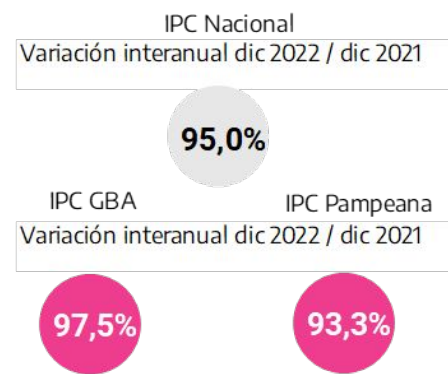 IPC Nacional
Variación interanual dic 2022 / dic 2021
95,0%
IPC GBA
IPC Pampeana
Variación interanual dic 2022 / dic 2021
97,5%
93,3%